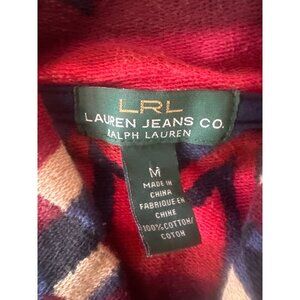 LRL
LAUREN JEANS CO.
RALPH LAUREN
M
MADE IN
CHINA
FABRIQUE EN
CHINE
100%COTTON/
COTON